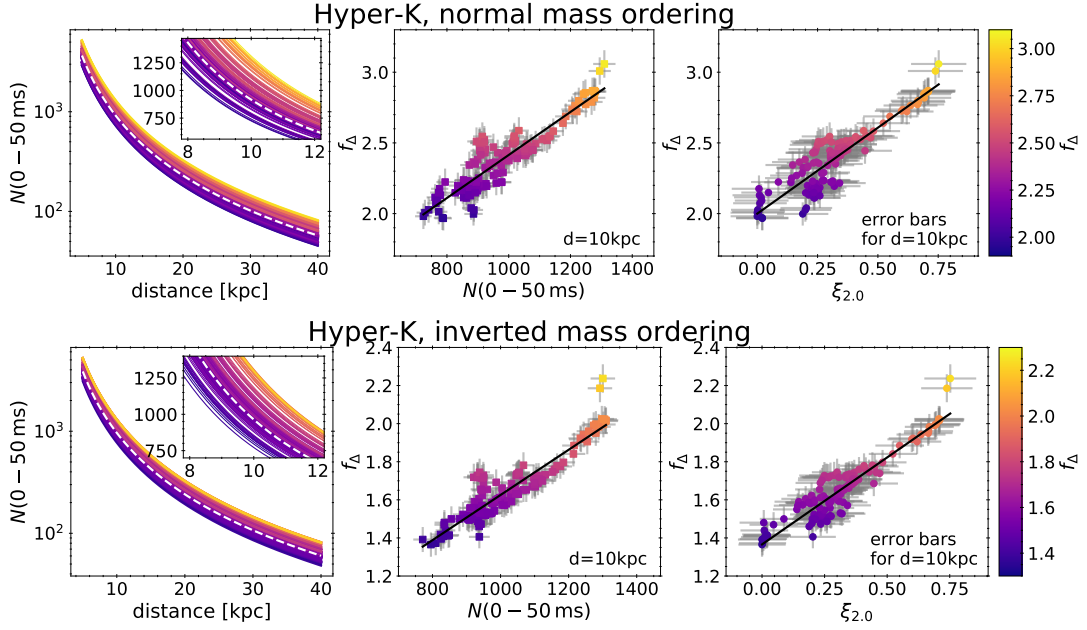 Hyper-K, normal mass ordering
N(0−50 ms)
10³
10²
10 20 30 40
distance [kpc]
1250
1000
750
8 10 12
f_Δ
3.0
2.5
2.0
800 1000 1200 1400
N(0−50 ms)
d=10kpc
f_Δ
3.0
2.5
2.0
0.00 0.25 0.50 0.75
ξ₂.₀
error bars
for d=10kpc
3.00
2.75
2.50
2.25
2.00
f_Δ
Hyper-K, inverted mass ordering
N(0−50 ms)
10³
10²
10 20 30 40
distance [kpc]
1250
1000
750
8 10 12
f_Δ
2.4
2.2
2.0
1.8
1.6
1.4
1.2
800 1000 1200 1400
N(0−50 ms)
d=10kpc
f_Δ
2.4
2.2
2.0
1.8
1.6
1.4
1.2
0.00 0.25 0.50 0.75
ξ₂.₀
error bars
for d=10kpc
2.2
2.0
1.8
1.6
1.4
f_Δ